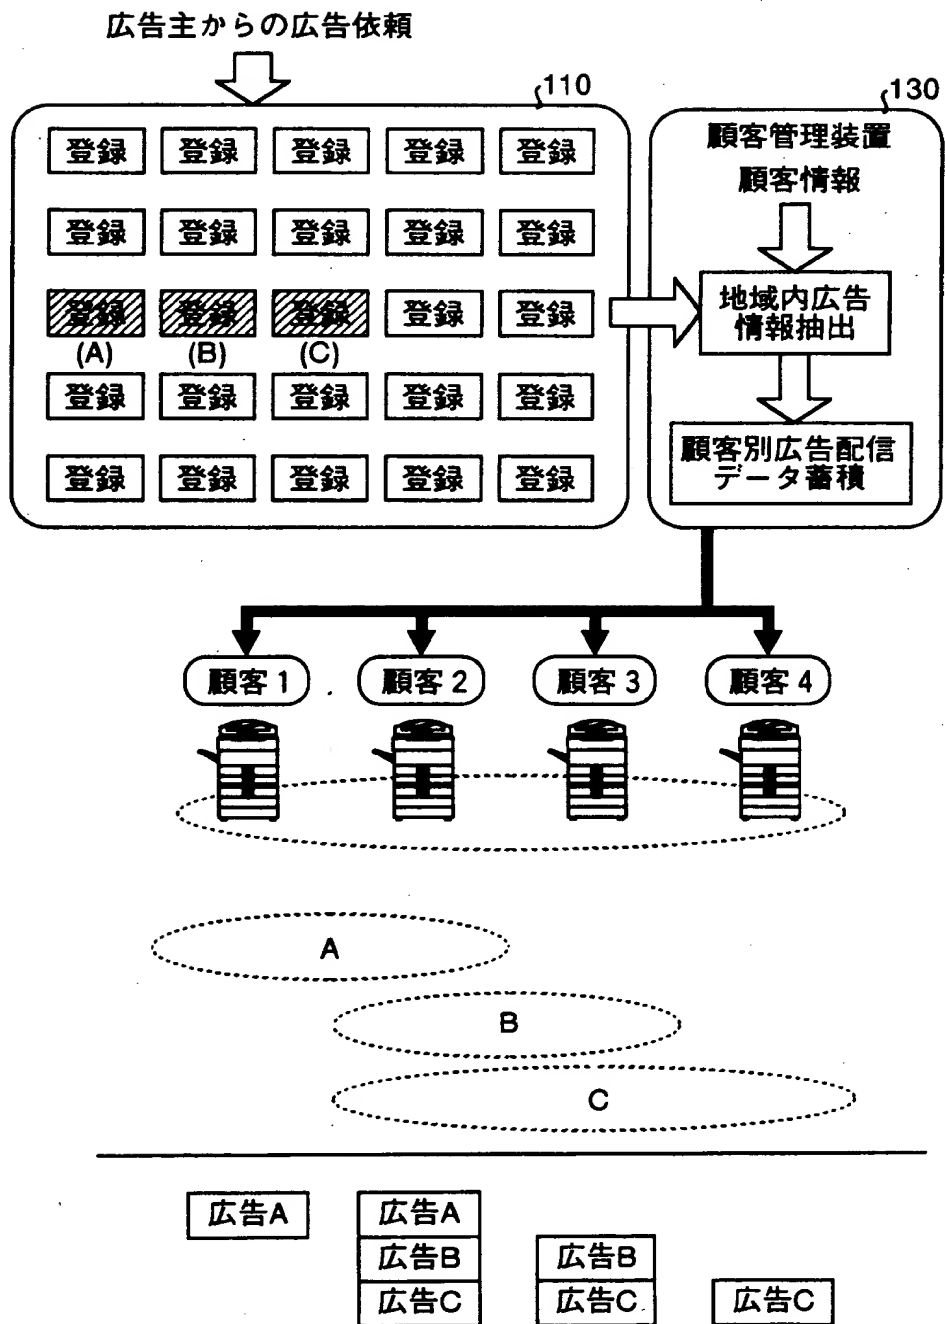 広告主からの広告依頼
110
130
登録 登録 登録 登録 登録
登録 登録 登録 登録 登録
登録 登録 登録 登録 登録
(A) (B) (C)
登録 登録 登録 登録 登録
登録 登録 登録 登録 登録
顧客管理装置
顧客情報
地域内広告
情報抽出
顧客別広告配信
データ蓄積
顧客1 顧客2 顧客3 顧客4
A
B
C
広告A 広告A
広告B 広告B
広告C 広告C 広告C